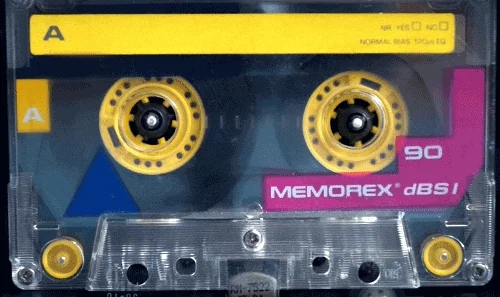 A
NR YES NO
NORMAL BIAS 120µs EQ
A
90
MEMOREX® dBS I